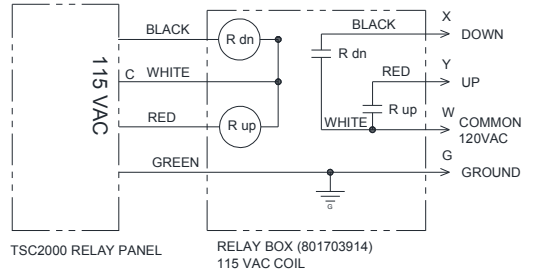 BLACK
R dn
BLACK
X
DOWN
R dn
115 VAC
C
WHITE
RED
Y
UP
RED
R up
R up
WHITE
W
COMMON
120VAC
GREEN
G
GROUND
G
TSC2000 RELAY PANEL
RELAY BOX (801703914)
115 VAC COIL